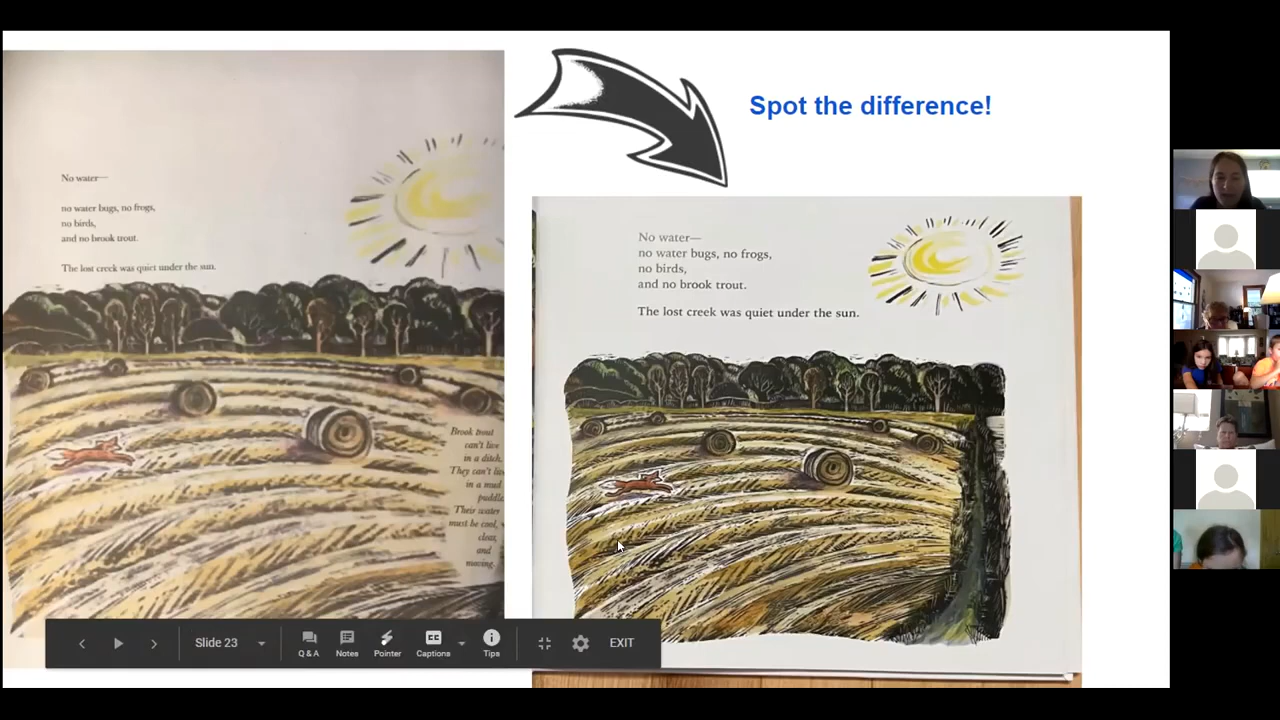 Spot the difference!
No water—
no water bugs, no frogs,
no birds,
and no brook trout.
The lost creek was quiet under the sun.
Brook trout
can't live
in a ditch.
They can't live
in a mud
puddle
Their water
must be cool,
clear,
and
moving.
No water—
no water bugs, no frogs,
no birds,
and no brook trout.
The lost creek was quiet under the sun.
Slide 23
Q & A
Notes
Pointer
CC
Captions
Tips
EXIT